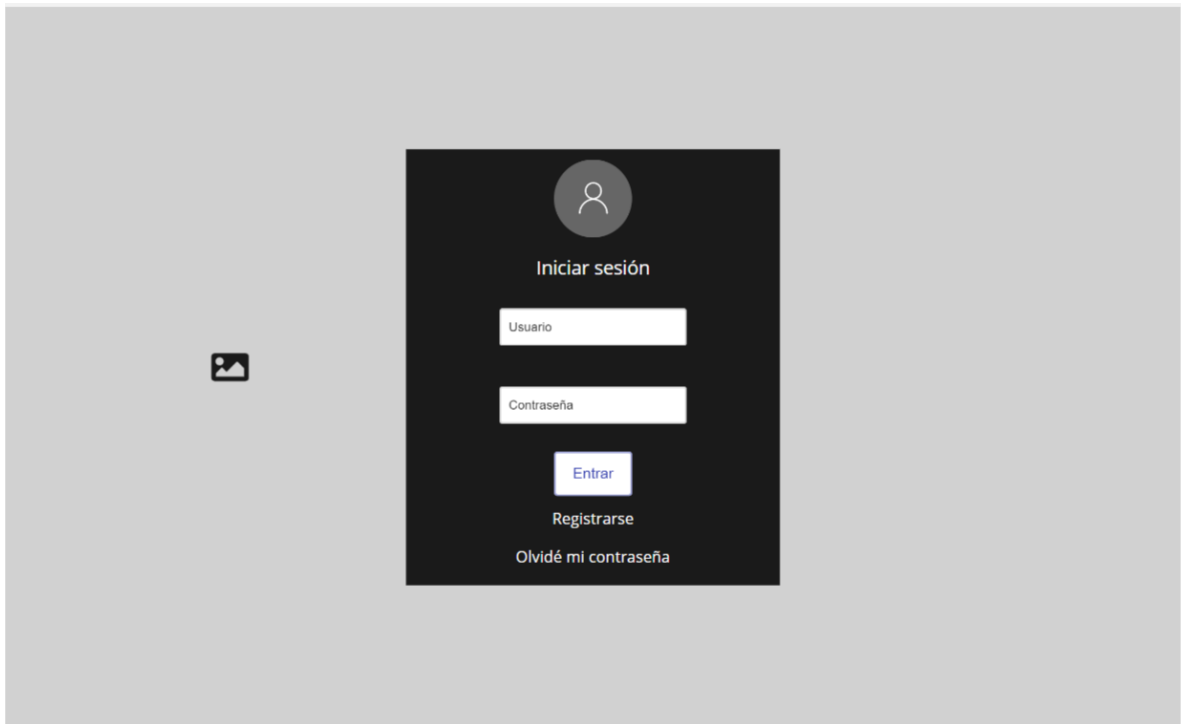 Iniciar sesión
Usuario
Contraseña
Entrar
Registrarse
Olvidé mi contraseña